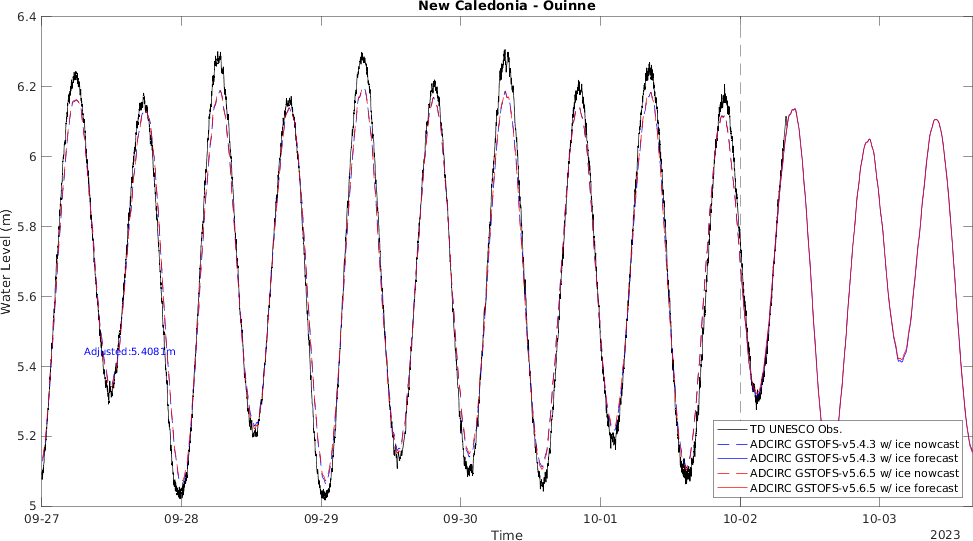 New Caledonia - Ouinne
6.4
6.2
6
5.8
5.6
5.4
5.2
5
Water Level (m)
Adjusted:5.4081m
TD UNESCO Obs.
ADCIRC GSTOFS-v5.4.3 w/ ice nowcast
ADCIRC GSTOFS-v5.4.3 w/ ice forecast
ADCIRC GSTOFS-v5.6.5 w/ ice nowcast
ADCIRC GSTOFS-v5.6.5 w/ ice forecast
09-27 09-28 09-29 09-30 10-01 10-02 10-03
Time
2023